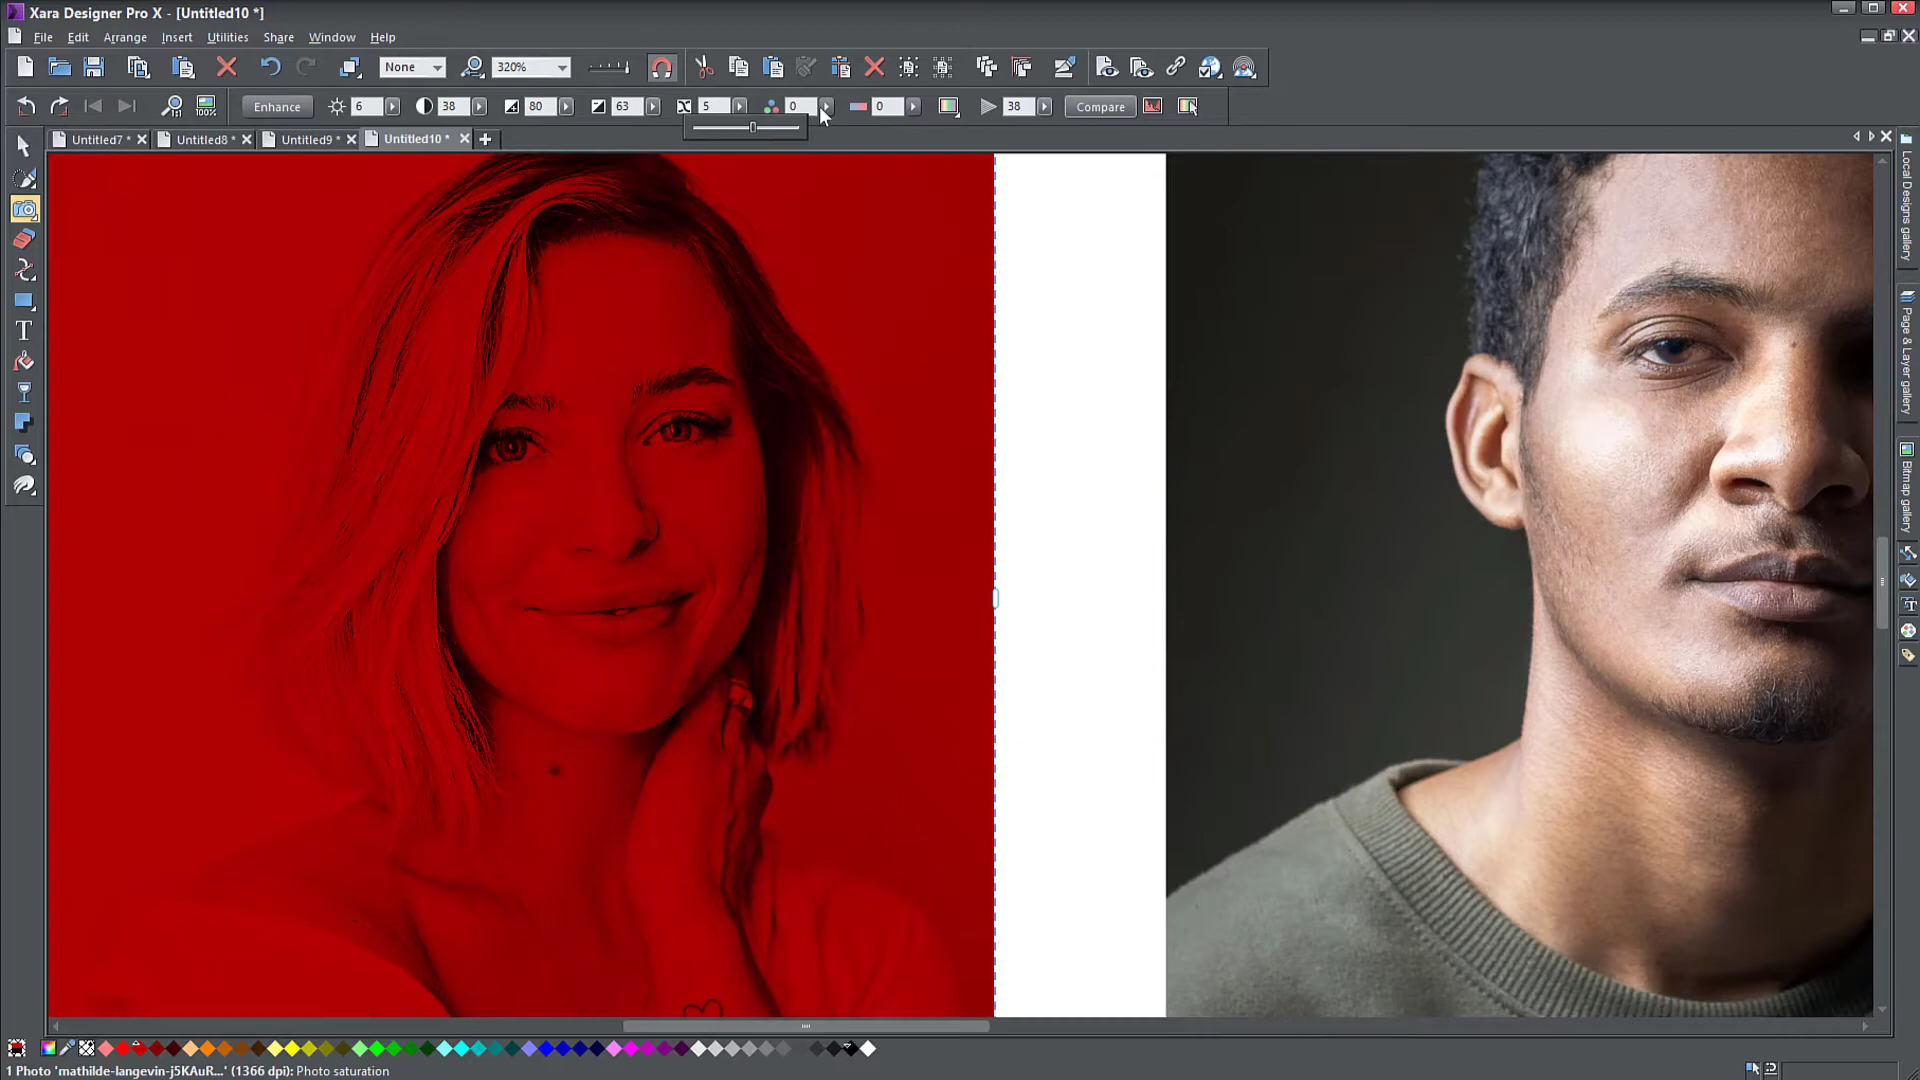 Xara Designer Pro X - [Untitled10 *]
File Edit Arrange Insert Utilities Share Window Help
None 320%
Enhance 6 38 80 63 5 0 0 38 Compare
100%
Untitled7 * Untitled8 * Untitled9 * Untitled10 *
Local Designs gallery
Page & Layer gallery
Bitmap gallery
1 Photo 'mathilde-langevin-j5KAuR...' (1366 dpi): Photo saturation